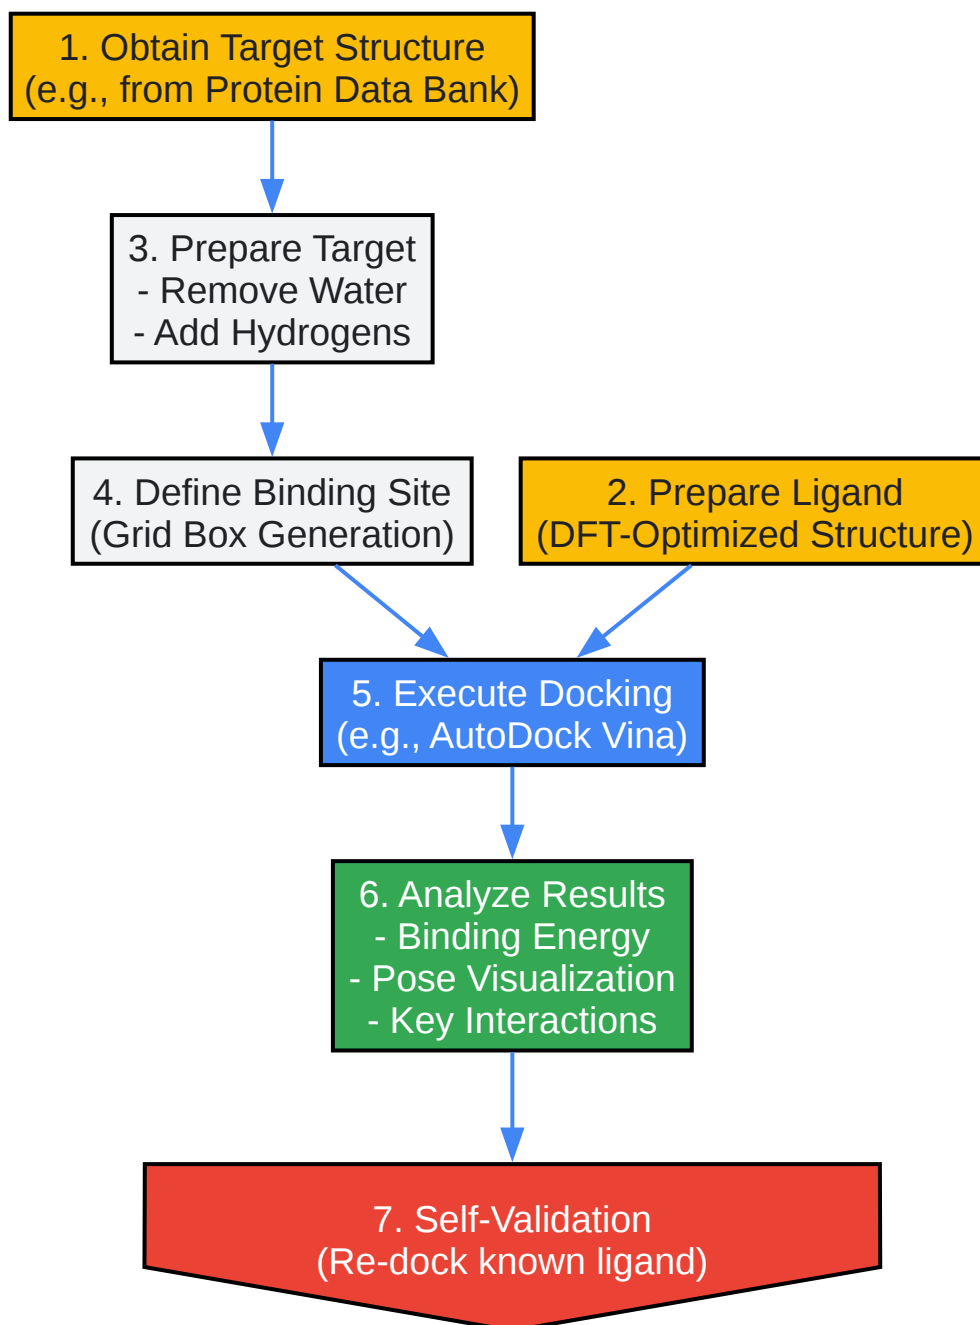 1. Obtain Target Structure
(e.g., from Protein Data Bank)
3. Prepare Target
- Remove Water
- Add Hydrogens
4. Define Binding Site
(Grid Box Generation)
2. Prepare Ligand
(DFT-Optimized Structure)
5. Execute Docking
(e.g., AutoDock Vina)
6. Analyze Results
- Binding Energy
- Pose Visualization
- Key Interactions
7. Self-Validation
(Re-dock known ligand)